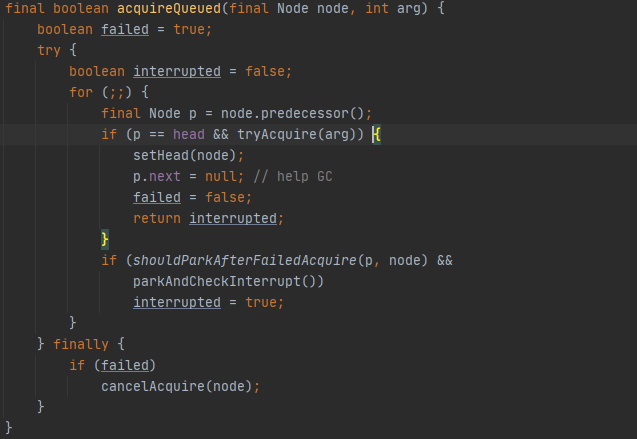 final boolean acquireQueued(final Node node, int arg) {
    boolean failed = true;
    try {
        boolean interrupted = false;
        for (;;) {
            final Node p = node.predecessor();
            if (p == head && tryAcquire(arg)) {
                setHead(node);
                p.next = null; // help GC
                failed = false;
                return interrupted;
            }
            if (shouldParkAfterFailedAcquire(p, node) &&
                parkAndCheckInterrupt())
                interrupted = true;
        }
    } finally {
        if (failed)
            cancelAcquire(node);
    }
}